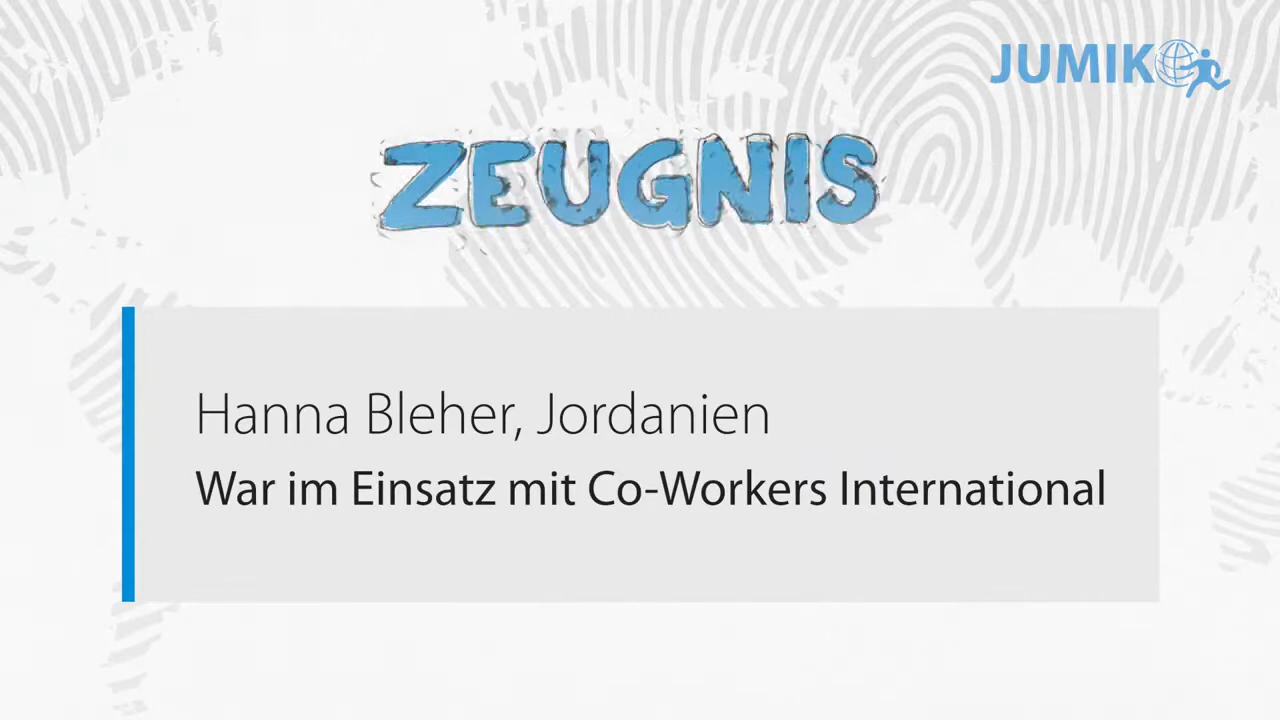 JUMIKO
ZEUGNIS
Hanna Bleher, Jordanien
War im Einsatz mit Co-Workers International